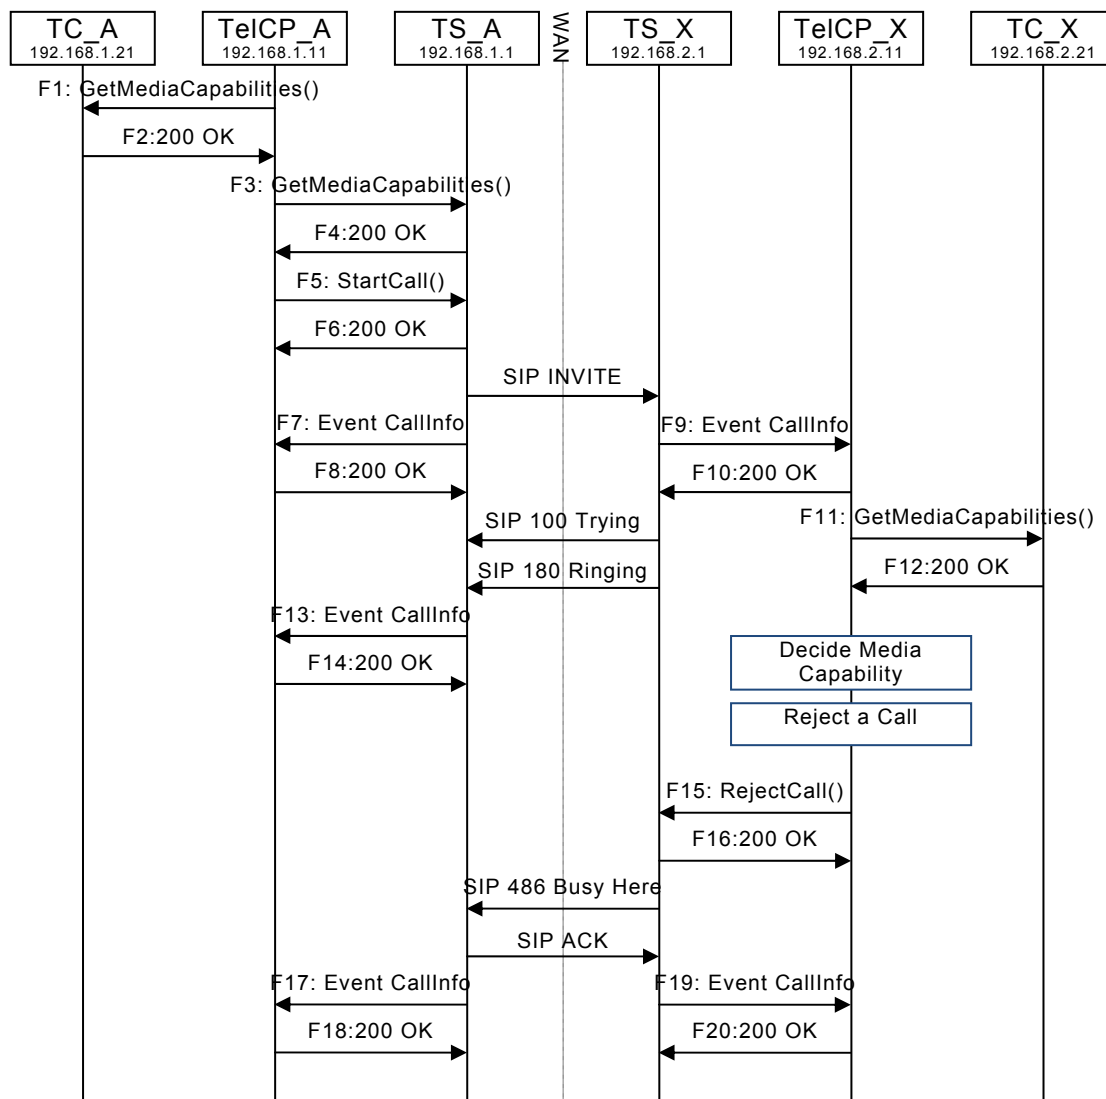 TC_A
192.168.1.21
TelCP_A
192.168.1.11
TS_A
192.168.1.1
WAN
TS_X
192.168.2.1
TelCP_X
192.168.2.11
TC_X
192.168.2.21
F1: GetMediaCapabilities()
F2:200 OK
F3: GetMediaCapabilities()
F4:200 OK
F5: StartCall()
F6:200 OK
SIP INVITE
F7: Event CallInfo
F9: Event CallInfo
F8:200 OK
F10:200 OK
SIP 100 Trying
F11: GetMediaCapabilities()
SIP 180 Ringing
F12:200 OK
F13: Event CallInfo
F14:200 OK
Decide Media
Capability
Reject a Call
F15: RejectCall()
F16:200 OK
SIP 486 Busy Here
SIP ACK
F17: Event CallInfo
F19: Event CallInfo
F18:200 OK
F20:200 OK